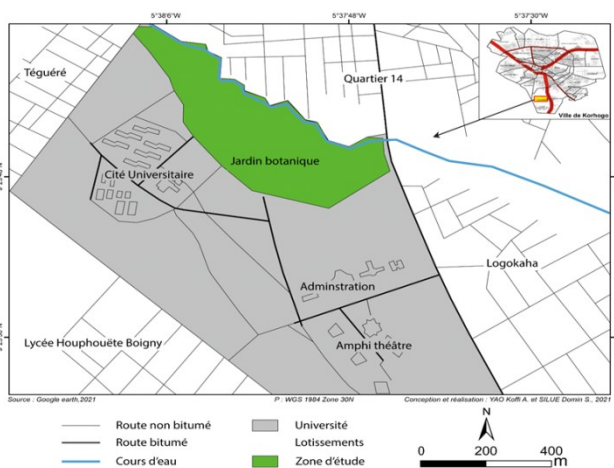 5°38'6"W 5°37'48"W 5°37'30"W
Téguéré
Quartier 14
Ville de Korhogo
Jardin botanique
Cité Universitaire
Logokaha
Adminstration
Lycée Houphouëte Boigny
Amphi théâtre
Source : Google earth,2021 P : WGS 1984 Zone 30N Conception et réalisation : YAO Koffi A. et SILUE Domin S., 2021
Route non bitumé Université N
Route bitumé Lotissements
Cours d'eau Zone d'étude 0 200 400
m